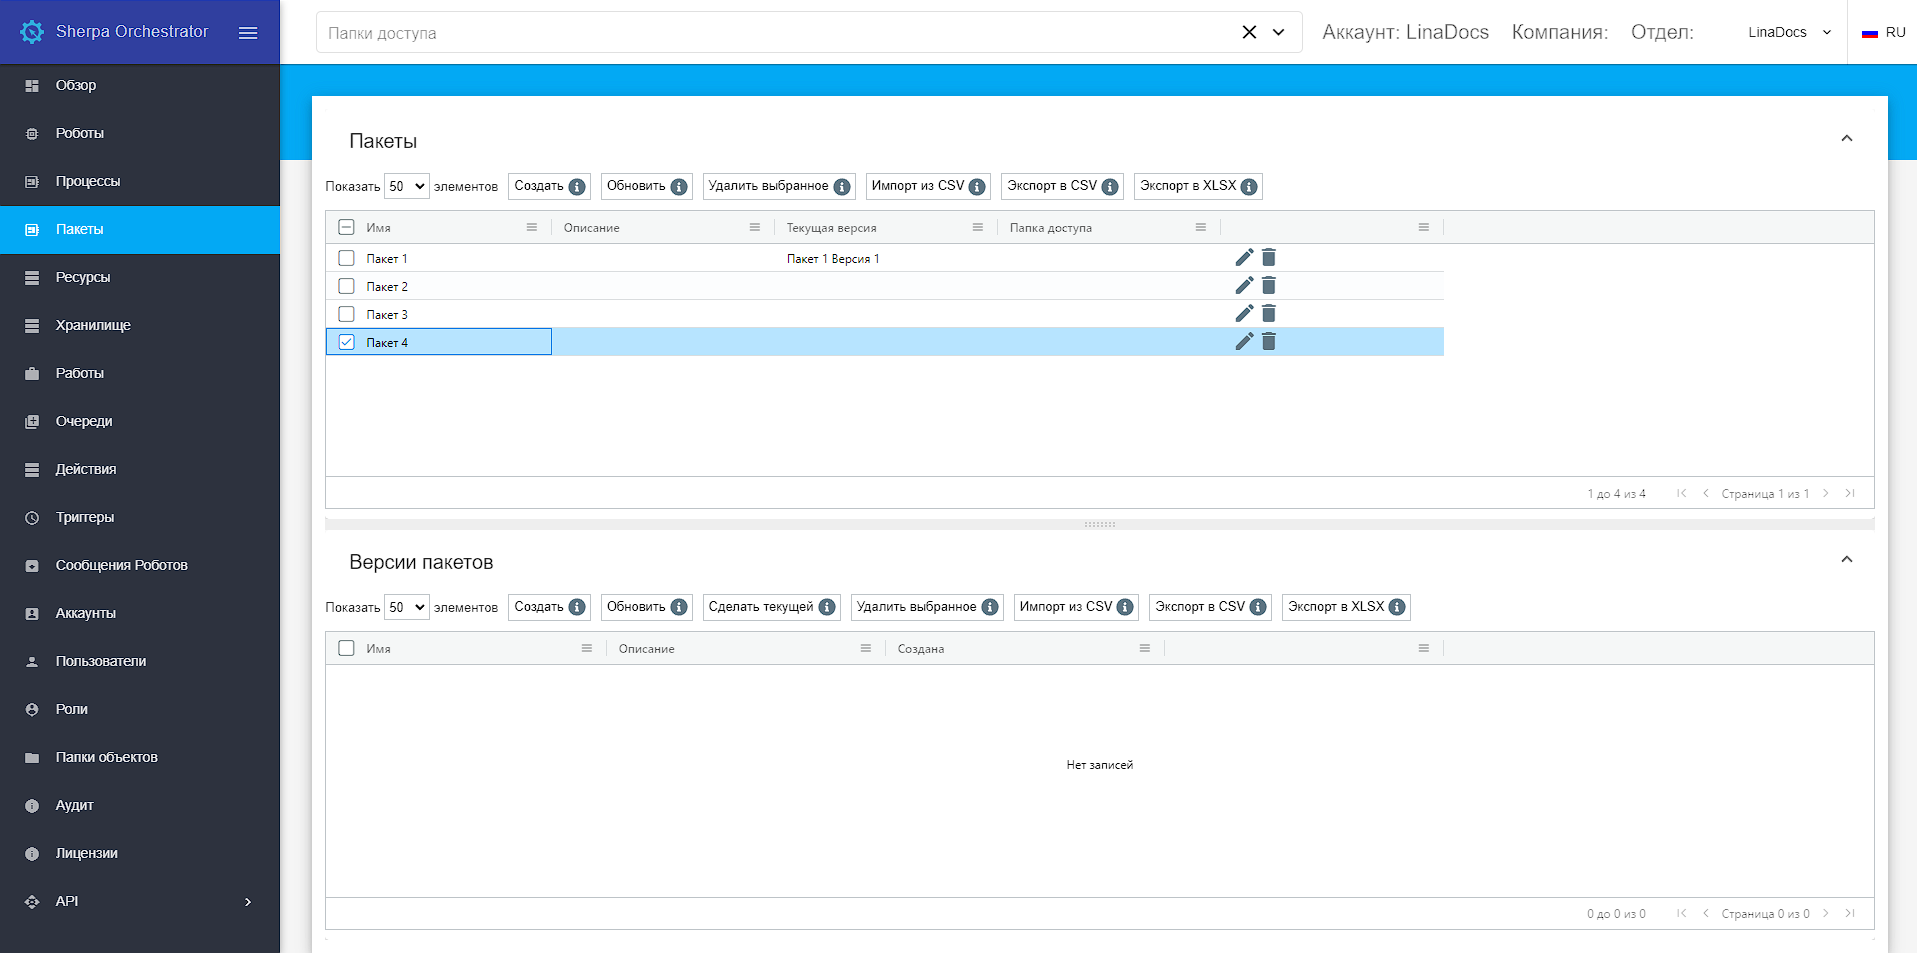 Sherpa Orchestrator
Папки доступа
Аккаунт: LinaDocs Компания: Отдел:
LinaDocs
RU
Обзор
Роботы
Процессы
Пакеты
Ресурсы
Хранилище
Работы
Очереди
Действия
Триггеры
Сообщения Роботов
Аккаунты
Пользователи
Роли
Папки объектов
Аудит
Лицензии
API
Пакеты
Показать 50 элементов Создать Обновить Удалить выбранное Импорт из CSV Экспорт в CSV Экспорт в XLSX
Имя Описание Текущая версия Папка доступа
Пакет 1 Пакет 1 Версия 1
Пакет 2
Пакет 3
Пакет 4
1 до 4 из 4 Страница 1 из 1
Версии пакетов
Показать 50 элементов Создать Обновить Сделать текущей Удалить выбранное Импорт из CSV Экспорт в CSV Экспорт в XLSX
Имя Описание Создана
Нет записей
0 до 0 из 0 Страница 0 из 0